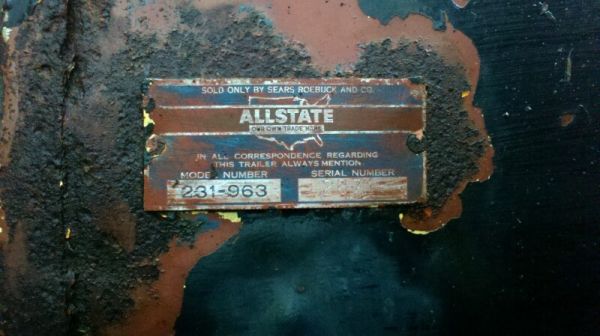 SOLD ONLY BY SEARS ROEBUCK AND CO.
ALLSTATE
OUR OWN TRADE MARK
IN ALL CORRESPONDENCE REGARDING
THIS TRAILER ALWAYS MENTION
MODEL NUMBER SERIAL NUMBER
231-963